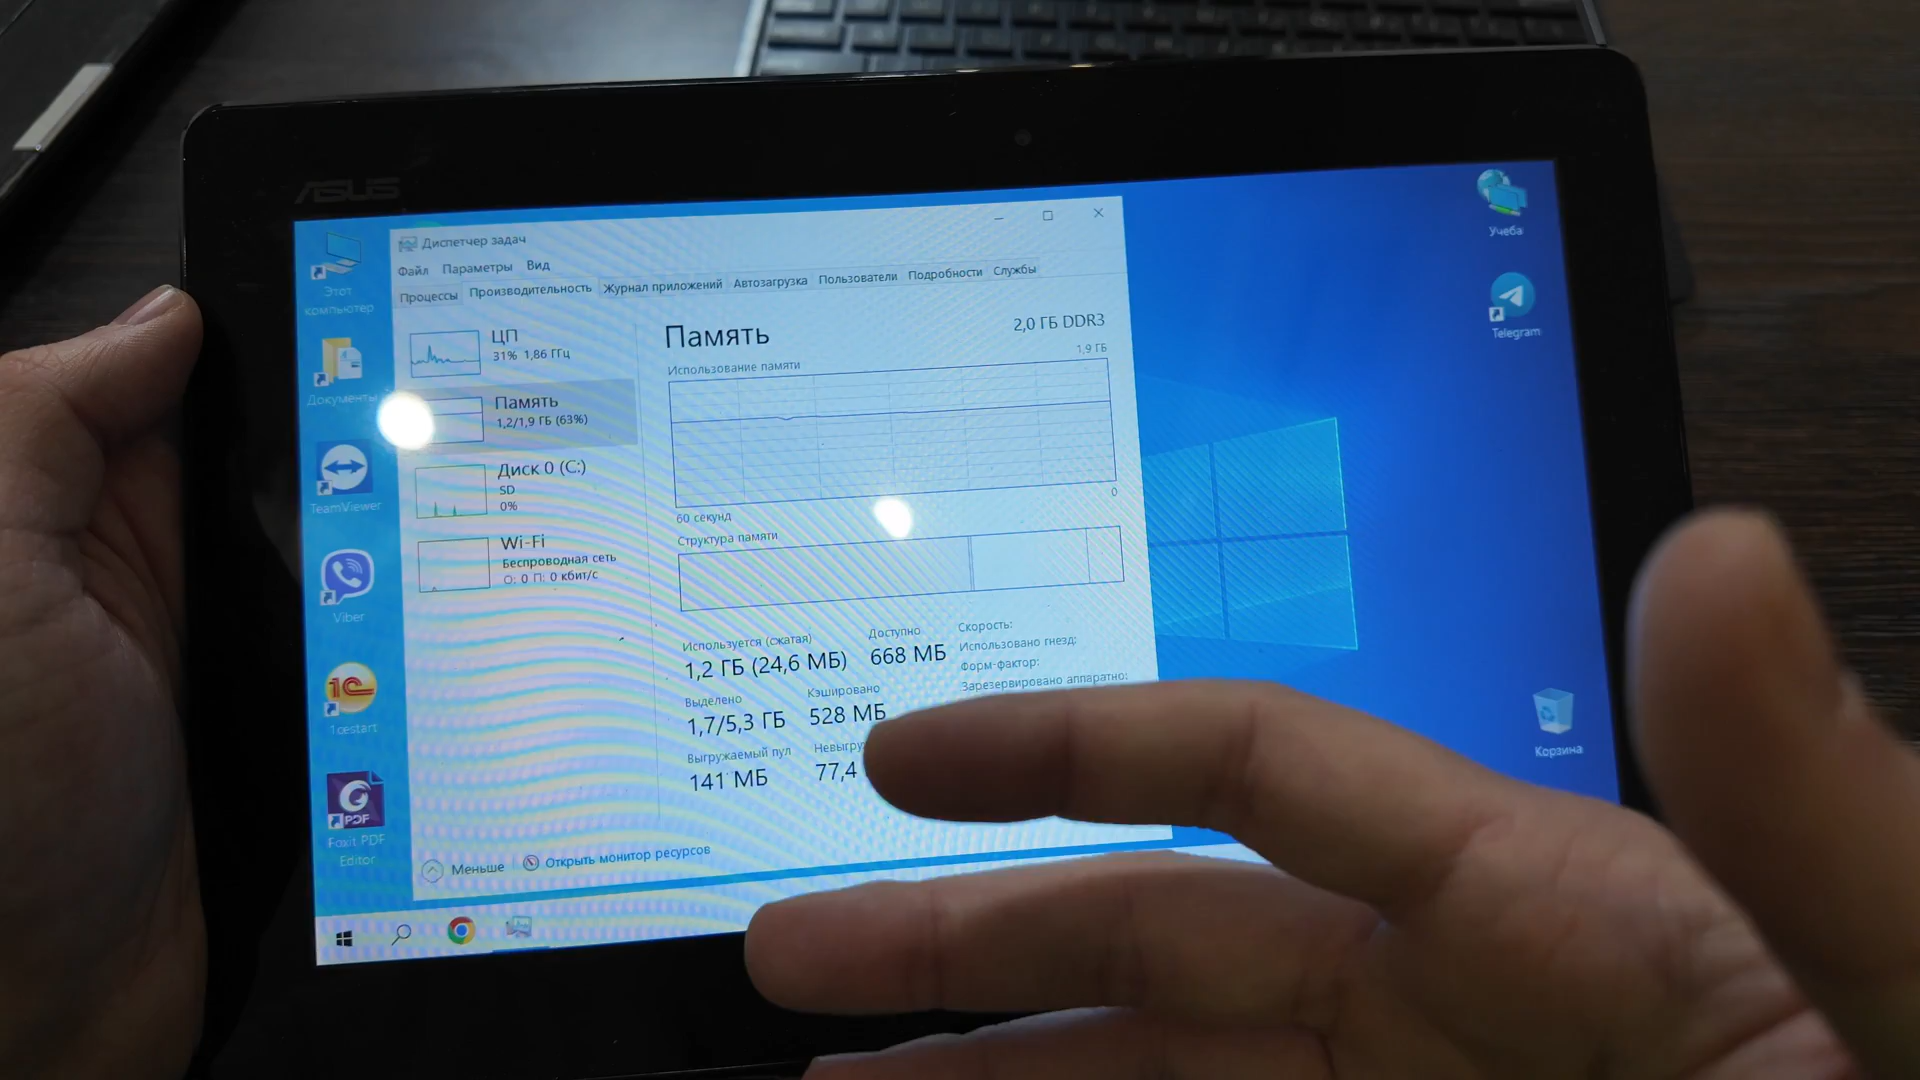 ASUS
Этот
компьютер
Документы
TeamViewer
Viber
1cestart
Foxit PDF
Editor
Диспетчер задач
Файл Параметры Вид
Процессы Производительность Журнал приложений Автозагрузка Пользователи Подробности Службы
ЦП
31% 1,86 ГГц
Память
1,2/1,9 ГБ (63%)
Диск 0 (C:)
SD
0%
Wi-Fi
Беспроводная сеть
О: 0 П: 0 кбит/с
Память
2,0 ГБ DDR3
Использование памяти
1,9 ГБ
60 секунд
0
Структура памяти
Используется (сжатая)
1,2 ГБ (24,6 МБ)
Доступно
668 МБ
Выделено
1,7/5,3 ГБ
Кэшировано
528 МБ
Выгружаемый пул
141 МБ
77,4
Скорость:
Использовано гнезд:
Форм-фактор:
Зарезервировано аппаратно:
Меньше
Открыть монитор ресурсов
Учеба
Telegram
Корзина
1C
PDF